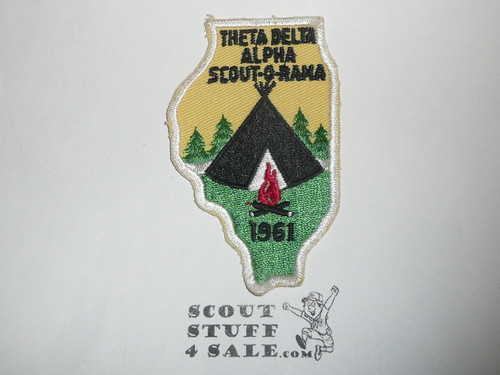 THETA DELTA
ALPHA
SCOUT-O-RAMA
1961
SCOUT
STUFF
4 SALE.com